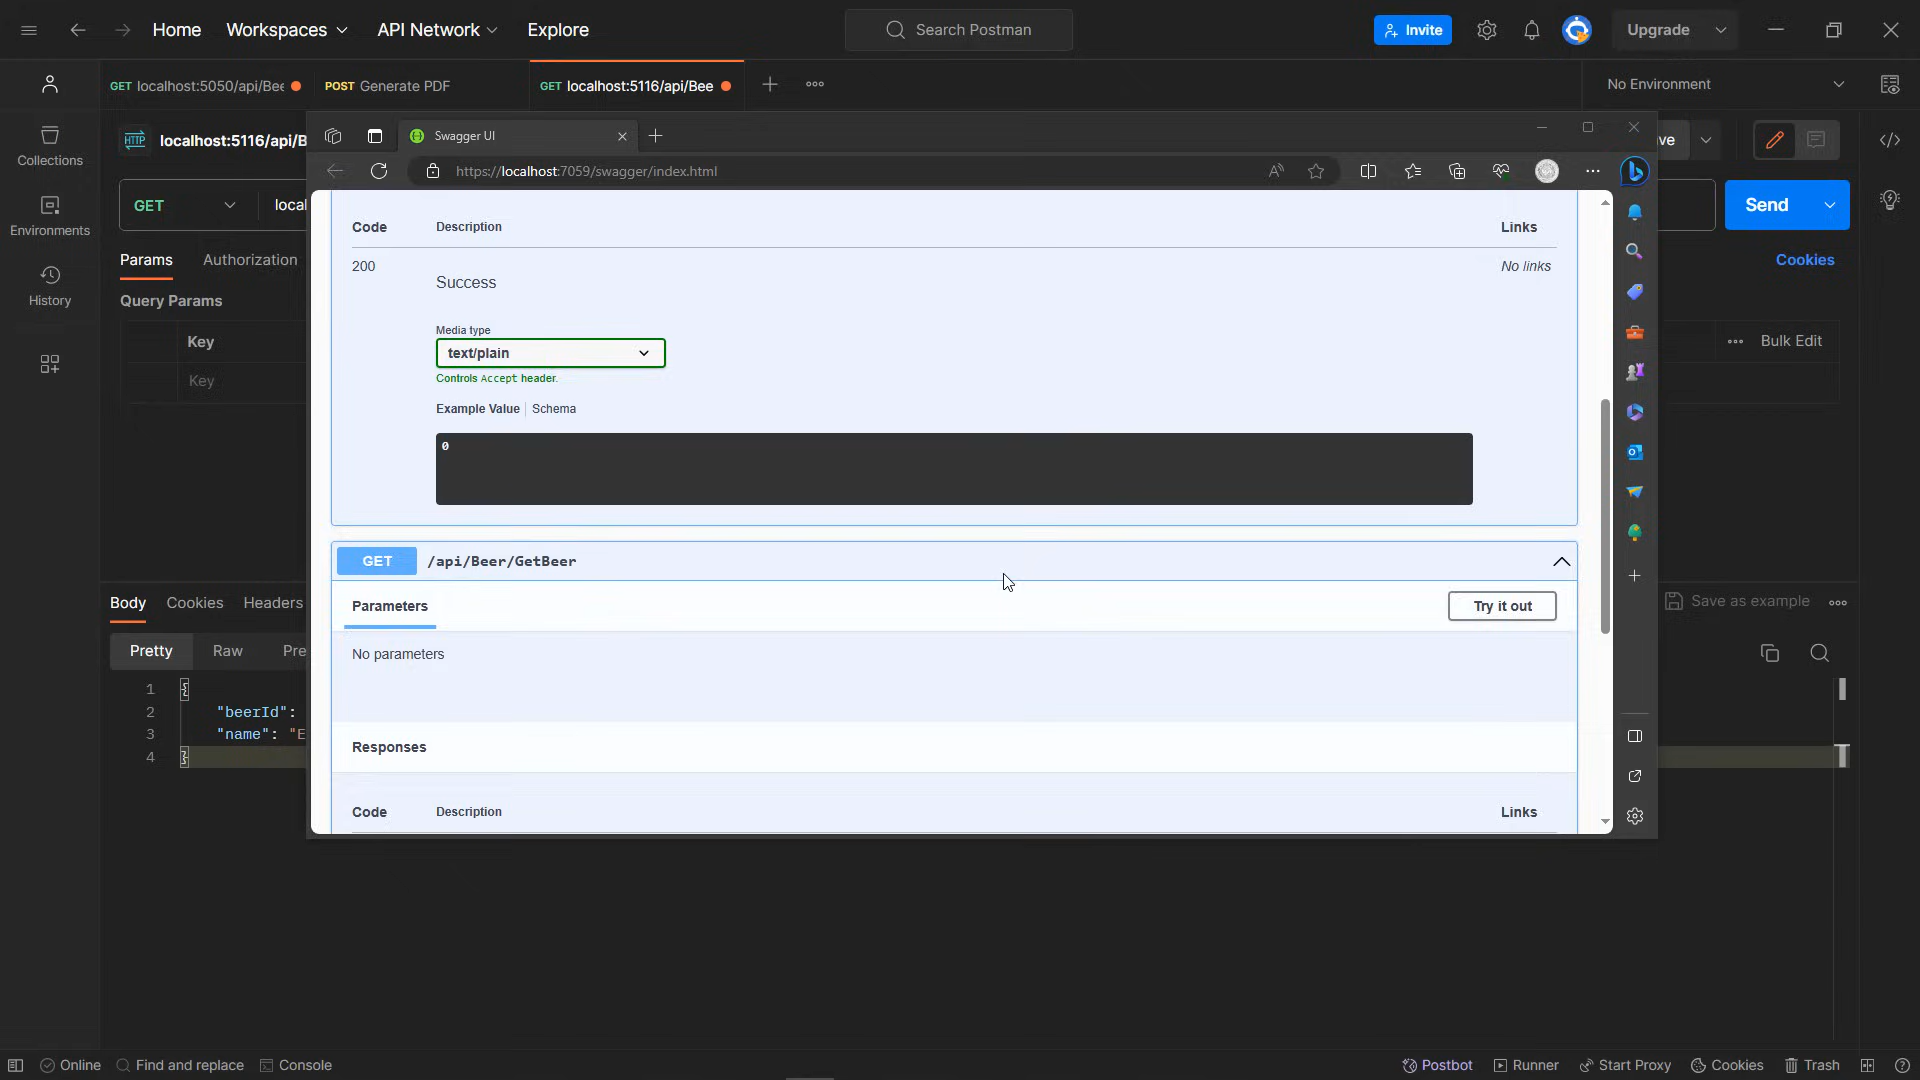 Home Workspaces API Network Explore Search Postman Invite Upgrade
GET localhost:5050/api/Bee POST Generate PDF GET localhost:5116/api/Bee No Environment
Swagger UI
HTTP localhost:5116/api/B ve
https://localhost:7059/swagger/index.html
Collections
GET loca Send
Environments
Code Description Links
Params Authorization Cookies
200 Success No links
History
Query Params
Media type
Key Bulk Edit
text/plain
Key
Controls Accept header.
Example Value Schema
0
GET /api/Beer/GetBeer
Body Cookies Headers Save as example
Parameters Try it out
Pretty Raw Pre
No parameters
1 {
2 "beerId":
3 "name": "E
4 }
Responses
Code Description Links
Online Find and replace Console Postbot Runner Start Proxy Cookies Trash